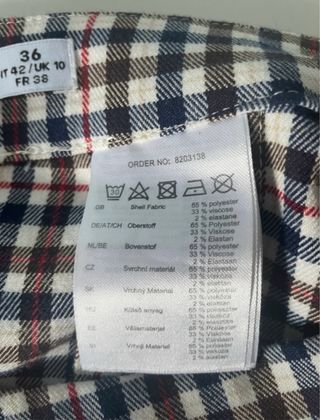 36
IT 42 / UK 10
FR 38
ORDER NO: 8203138
30
GB Shell Fabric 65 % polyester
33 % viscose
2 % elastane
DE/AT/CH Oberstoff 65 % Polyester
33 % Viskose
2 % Elastan
NL/BE Bovenstof 65 % Polyester
33 % Viscose
2 % Elastan
CZ Svrchní materiál 65 % polyester
33 % viskóza
2 % elastan
SK Vrchný Materiál 65 % polyester
33 % viskóza
2 % elastan
HU Külső anyag 65 % poliészter
33 % viszkóz
2 % elasztán
EE Välismaterjal 65 % Polüester
33 % Viskoos
2 % Elastaan
SI Vrhnji Material 65 % poliester
33 % viskoza
2 % elastan